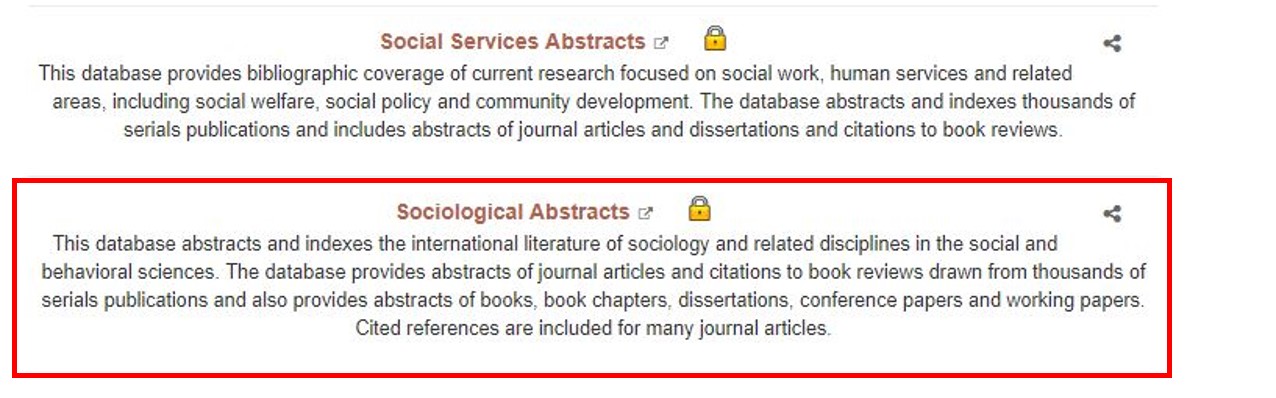 Social Services Abstracts
This database provides bibliographic coverage of current research focused on social work, human services and related
areas, including social welfare, social policy and community development. The database abstracts and indexes thousands of
serials publications and includes abstracts of journal articles and dissertations and citations to book reviews.
Sociological Abstracts
This database abstracts and indexes the international literature of sociology and related disciplines in the social and
behavioral sciences. The database provides abstracts of journal articles and citations to book reviews drawn from thousands of
serials publications and also provides abstracts of books, book chapters, dissertations, conference papers and working papers.
Cited references are included for many journal articles.